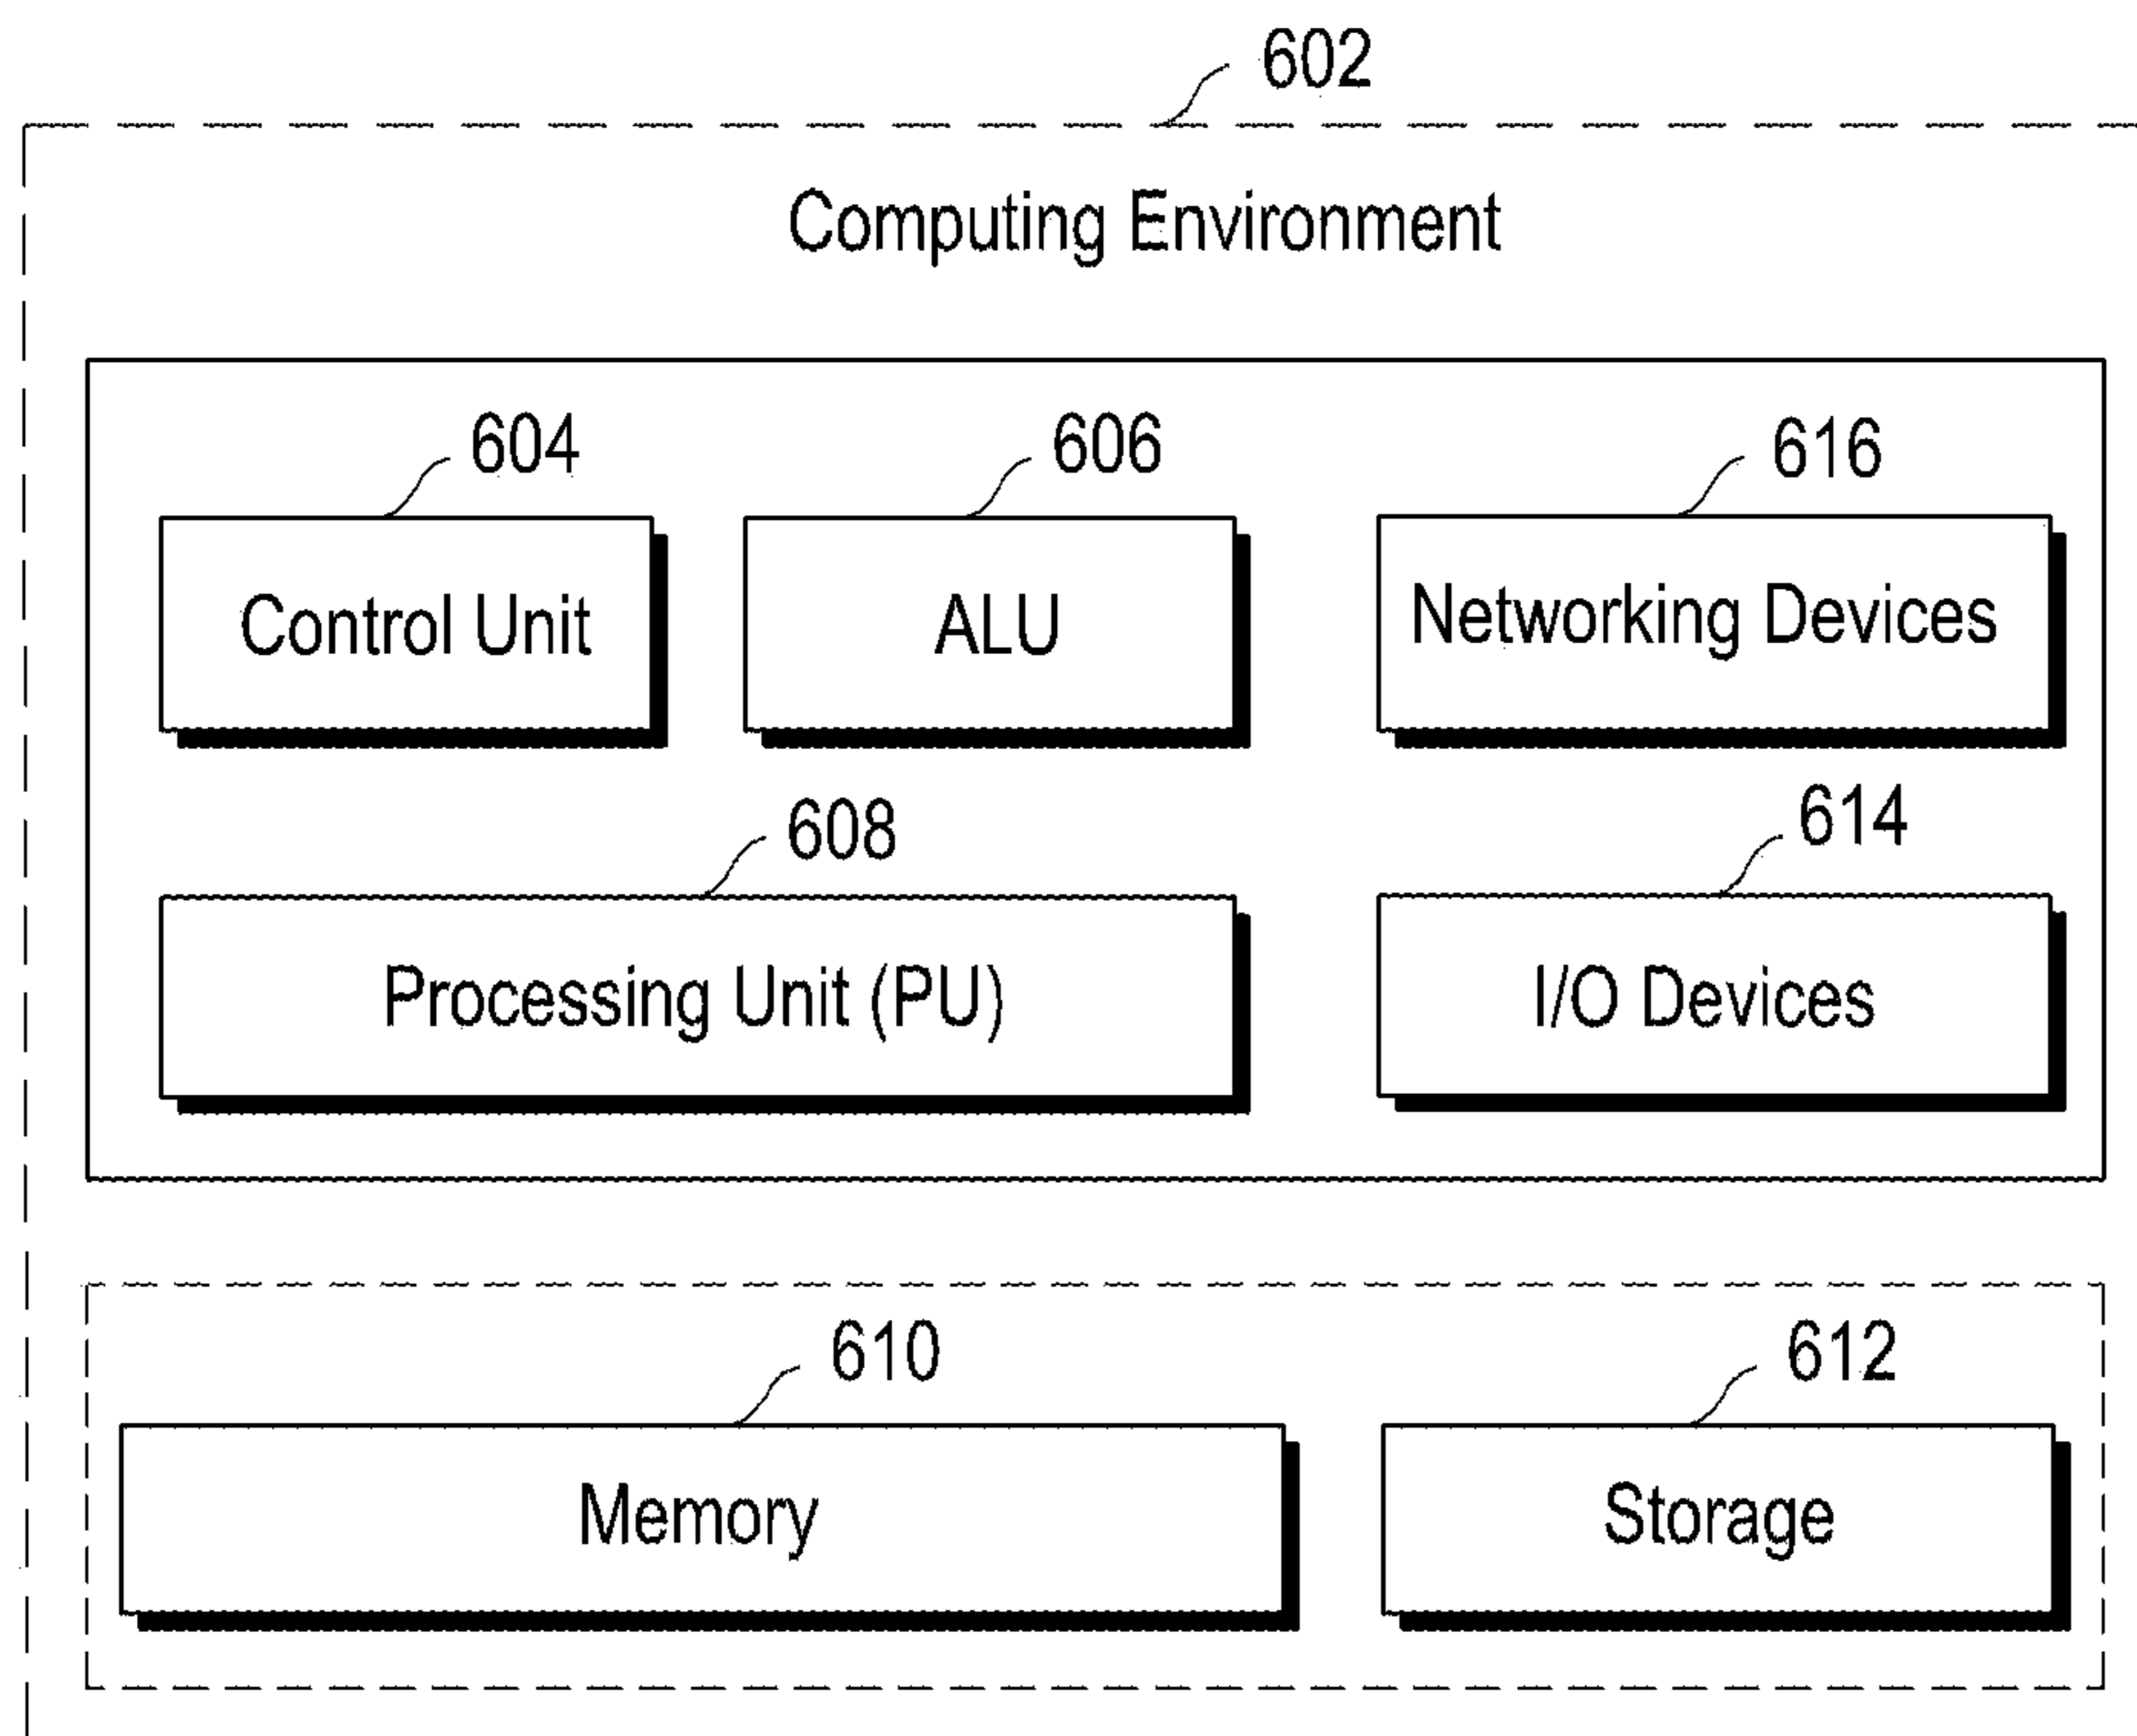 602
Computing Environment
604
606
616
Control Unit
ALU
Networking Devices
608
614
Processing Unit (PU)
I/O Devices
610
612
Memory
Storage